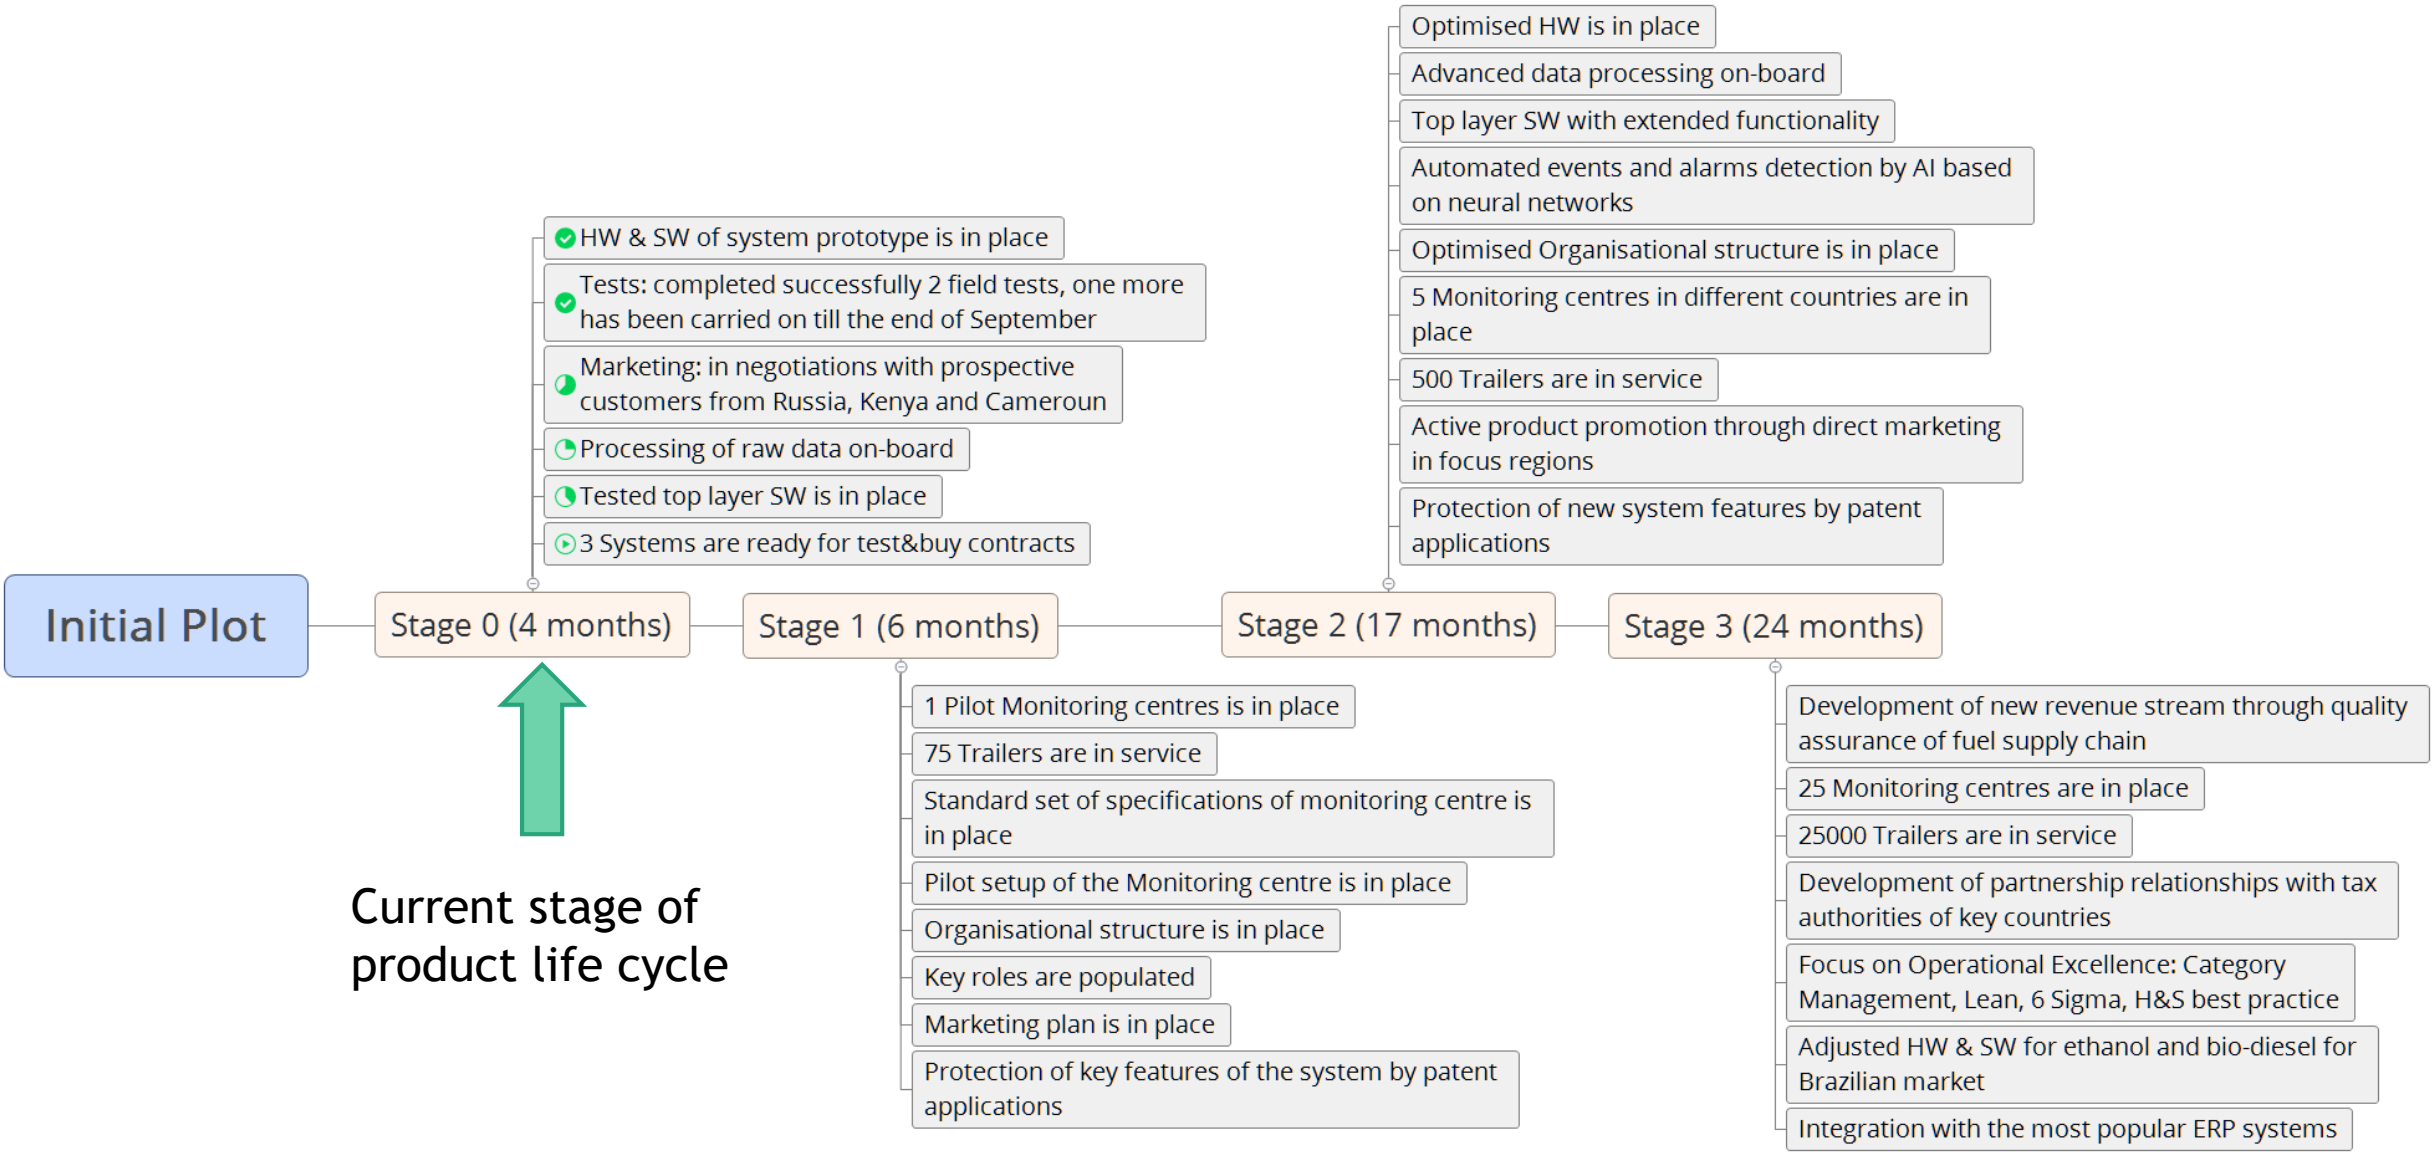 Initial Plot
Stage 0 (4 months)
HW & SW of system prototype is in place
Tests: completed successfully 2 field tests, one more
has been carried on till the end of September
Marketing: in negotiations with prospective
customers from Russia, Kenya and Cameroun
Processing of raw data on-board
Tested top layer SW is in place
3 Systems are ready for test&buy contracts
Current stage of
product life cycle
Stage 1 (6 months)
1 Pilot Monitoring centres is in place
75 Trailers are in service
Standard set of specifications of monitoring centre is
in place
Pilot setup of the Monitoring centre is in place
Organisational structure is in place
Key roles are populated
Marketing plan is in place
Protection of key features of the system by patent
applications
Stage 2 (17 months)
Optimised HW is in place
Advanced data processing on-board
Top layer SW with extended functionality
Automated events and alarms detection by AI based
on neural networks
Optimised Organisational structure is in place
5 Monitoring centres in different countries are in
place
500 Trailers are in service
Active product promotion through direct marketing
in focus regions
Protection of new system features by patent
applications
Stage 3 (24 months)
Development of new revenue stream through quality
assurance of fuel supply chain
25 Monitoring centres are in place
25000 Trailers are in service
Development of partnership relationships with tax
authorities of key countries
Focus on Operational Excellence: Category
Management, Lean, 6 Sigma, H&S best practice
Adjusted HW & SW for ethanol and bio-diesel for
Brazilian market
Integration with the most popular ERP systems